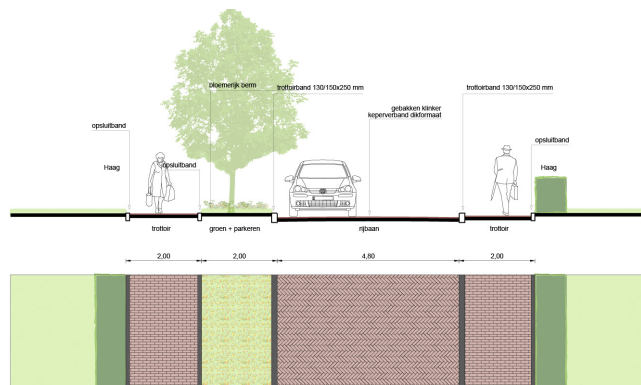 bloemerijk berm
trottoirband 130/150x250 mm
trottoirband 130/150x250 mm
gebakken klinker
keperverband dikformaat
opsluitband
opsluitband
opsluitband
Haag
Haag
trottoir
groen + parkeren
rijbaan
trottoir
2,00
2,00
4,80
2,00